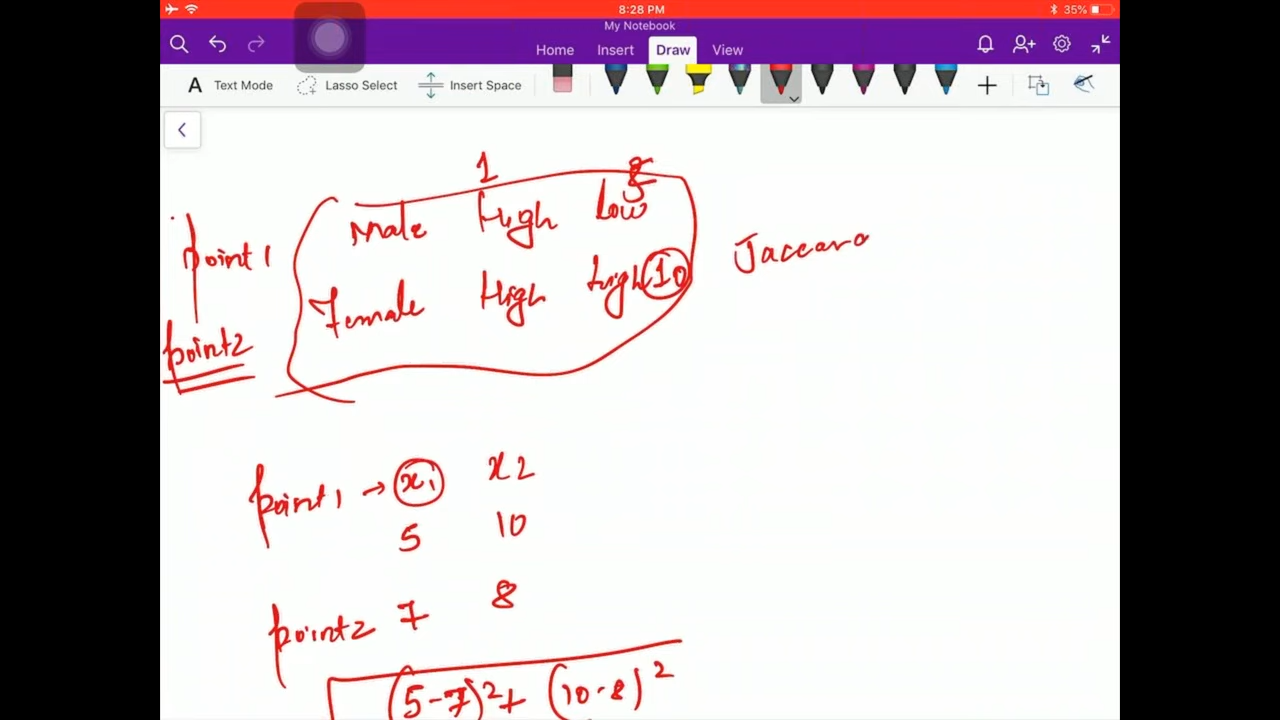 8:28 PM
35%
My Notebook
Home Insert Draw View
A Text Mode Lasso Select Insert Space
1
Male High Low
point1
Jaccard
Female High high 10
point2
point1 → x1 x2
5 10
point2 7 8
(5-7)²+ (10-8)²